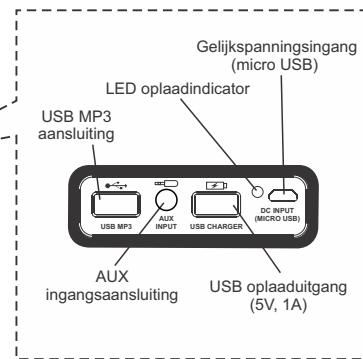 Gelijkspanningsingang
(micro USB)
LED oplaadindicator
USB MP3
aansluiting
USB MP3
AUX
INPUT
USB CHARGER
DC INPUT
(MICRO USB)
AUX
ingangsaansluiting
USB oplaaduitgang
(5V, 1A)